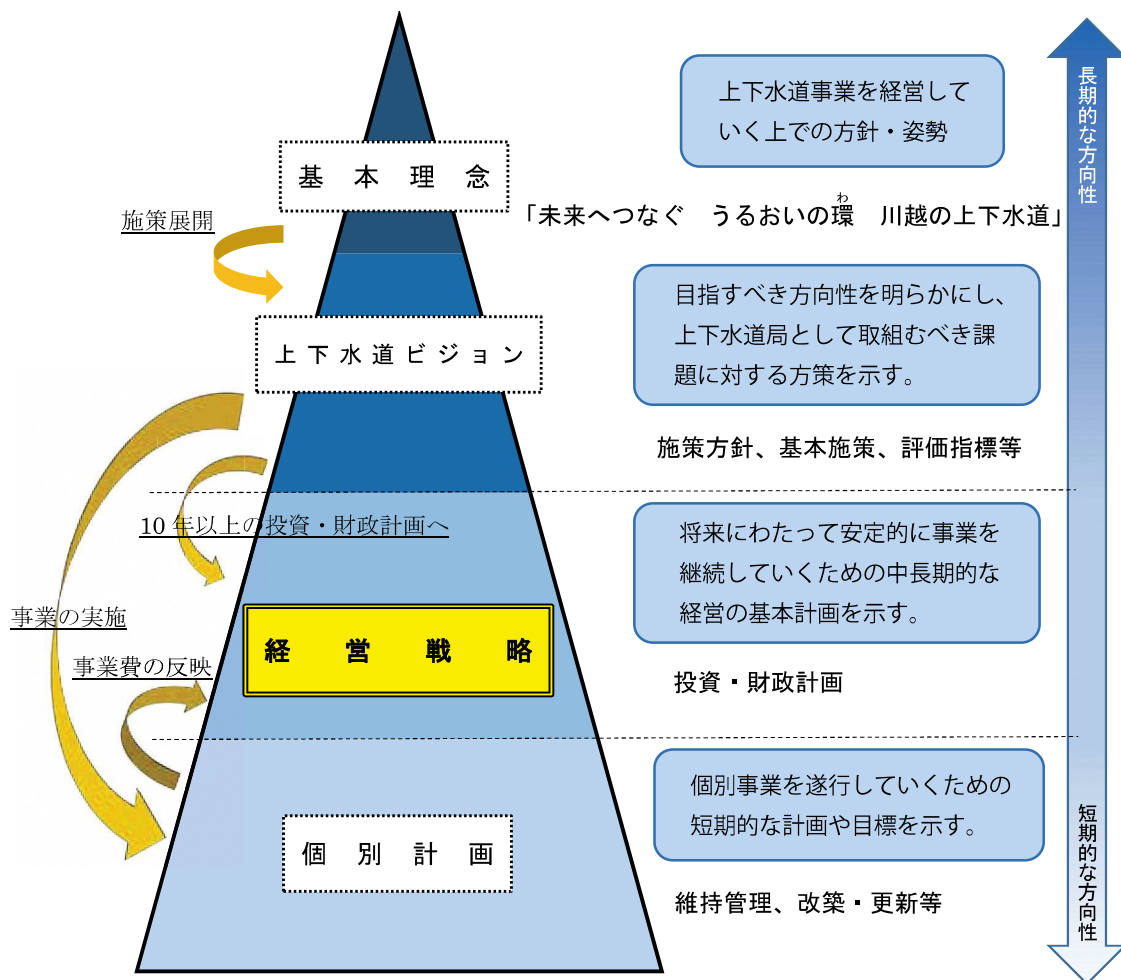 上下水道事業を経営して
いく上での方針・姿勢
長期的な方向性
基本理念
わ
「未来へつなぐ　うるおいの環　川越の上下水道」
施策展開
目指すべき方向性を明らかにし、
上下水道局として取組むべき課
題に対する方策を示す。
上下水道ビジョン
施策方針、基本施策、評価指標等
10 年以上の投資・財政計画へ
将来にわたって安定的に事業を
継続していくための中長期的な
経営の基本計画を示す。
事業の実施
経営戦略
事業費の反映
投資・財政計画
個別事業を遂行していくための
短期的な計画や目標を示す。
短期的な方向性
個別計画
維持管理、改築・更新等